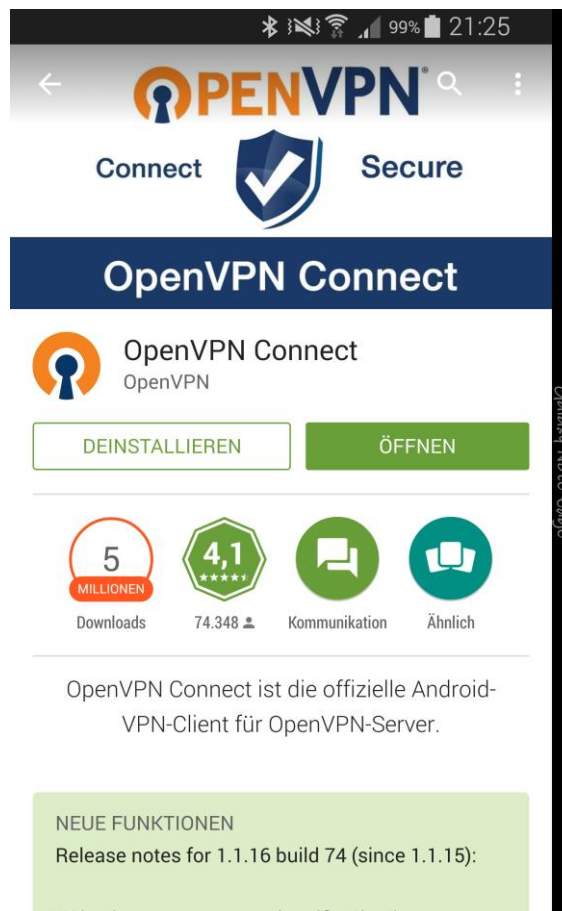 99% 21:25
OPENVPN
Connect Secure
OpenVPN Connect
OpenVPN Connect
OpenVPN
DEINSTALLIEREN
ÖFFNEN
5
MILLIONEN
Downloads
4,1
74.348
Kommunikation
Ähnlich
OpenVPN Connect ist die offizielle Android-
VPN-Client für OpenVPN-Server.
NEUE FUNKTIONEN
Release notes for 1.1.16 build 74 (since 1.1.15):